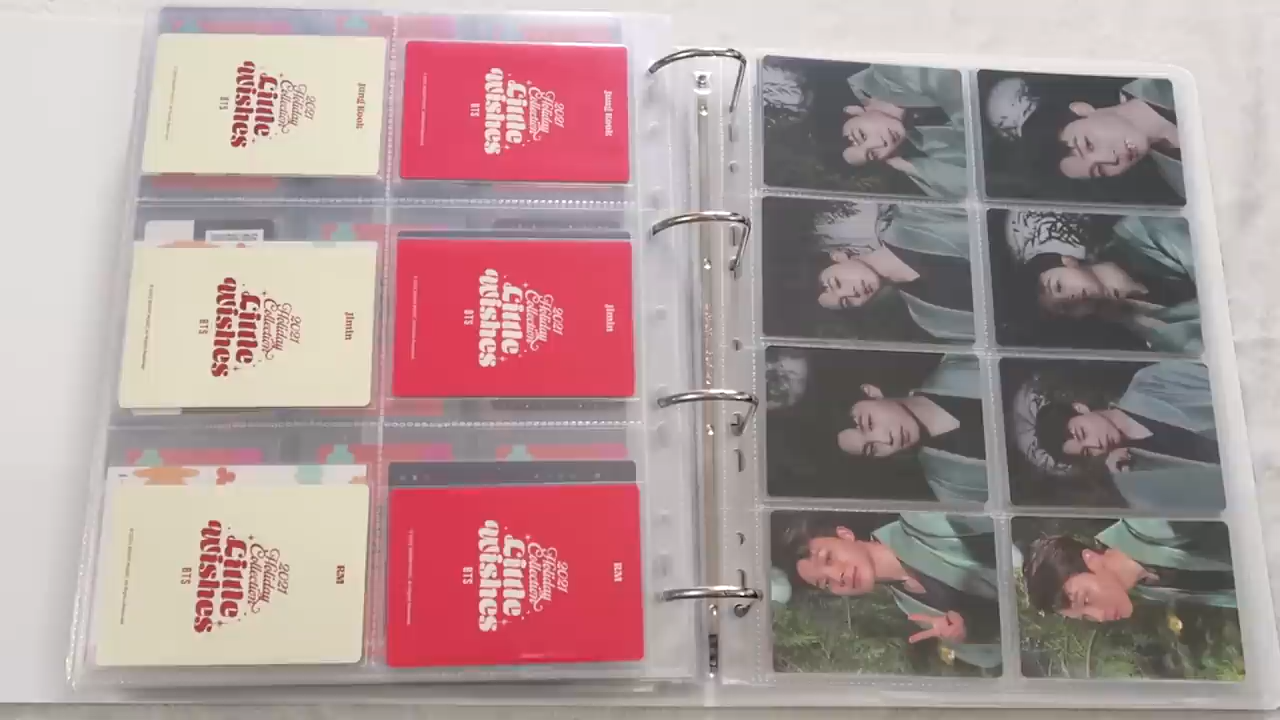 Jung Kook
2021
Holiday
Collection
Little
Wishes
BTS
Jung Kook
2021
Holiday
Collection
Little
Wishes
BTS
Jimin
2021
Holiday
Collection
Little
Wishes
BTS
Jimin
2021
Holiday
Collection
Little
Wishes
BTS
RM
2021
Holiday
Collection
Little
Wishes
BTS
RM
2021
Holiday
Collection
Little
Wishes
BTS